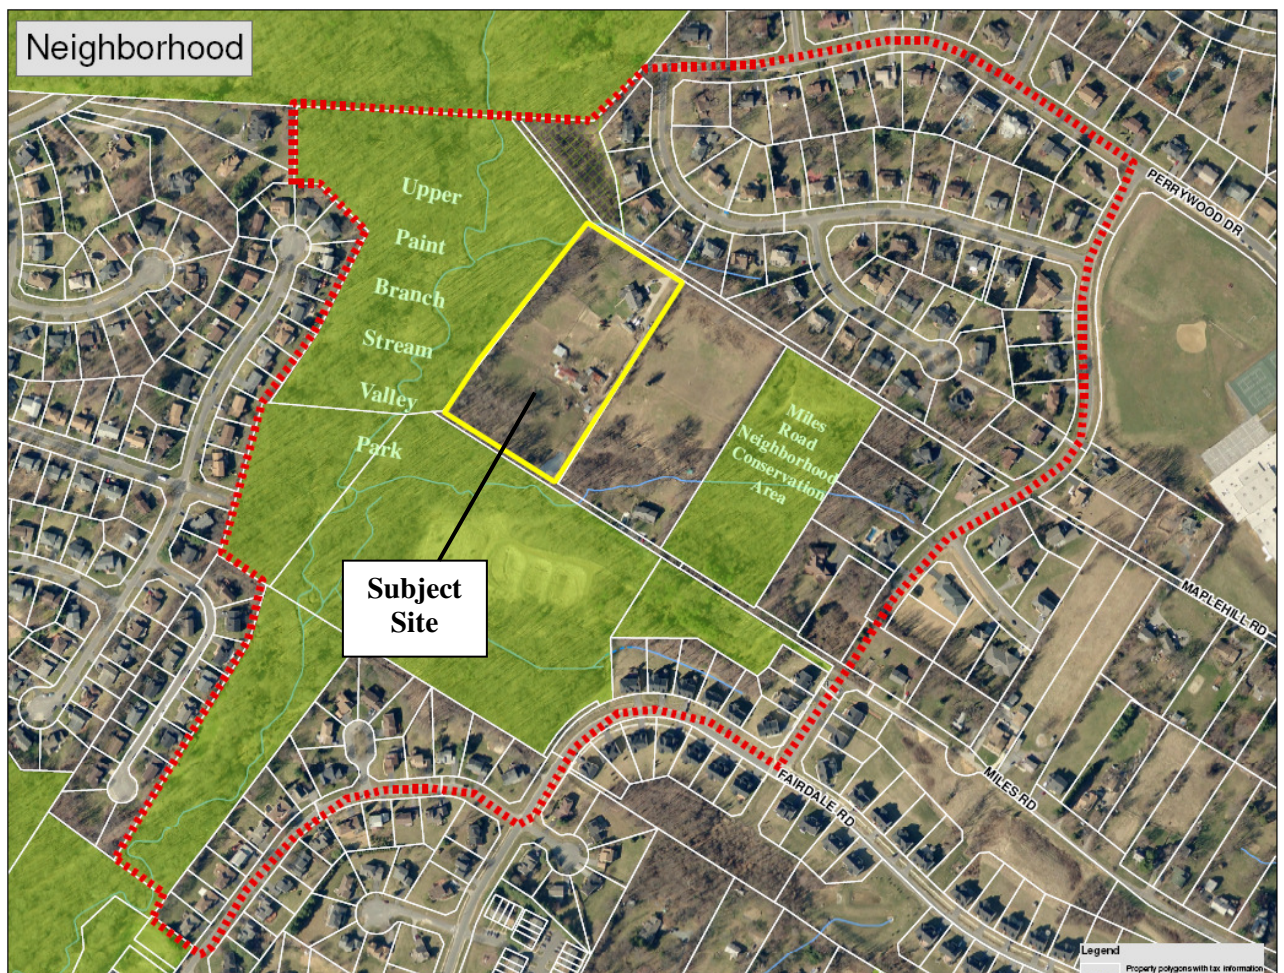 Neighborhood
Upper
Paint
Branch
Stream
Valley
Park
PERRYWOOD DR
Miles
Road
Neighborhood
Conservation
Area
Subject
Site
MAPLEHILL RD
MILES RD
FAIRDALE RD
Legend
Property polygons with tax information